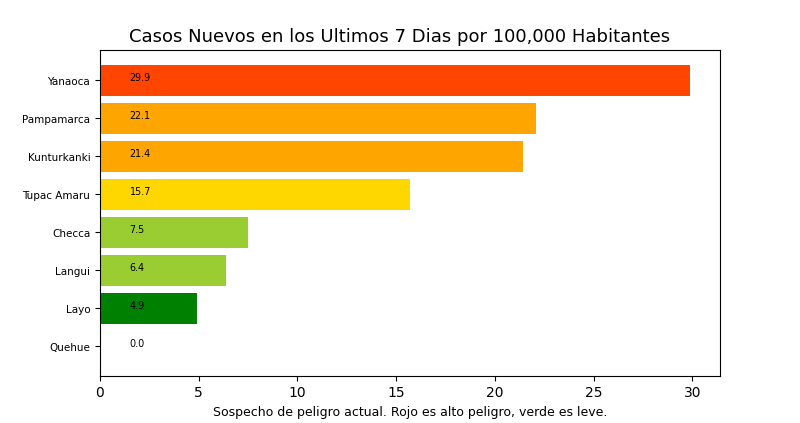 Casos Nuevos en los Ultimos 7 Dias por 100,000 Habitantes
Yanaoca 29.9
Pampamarca 22.1
Kunturkanki 21.4
Tupac Amaru 15.7
Checca 7.5
Langui 6.4
Layo 4.9
Quehue 0.0
0 5 10 15 20 25 30
Sospecho de peligro actual. Rojo es alto peligro, verde es leve.